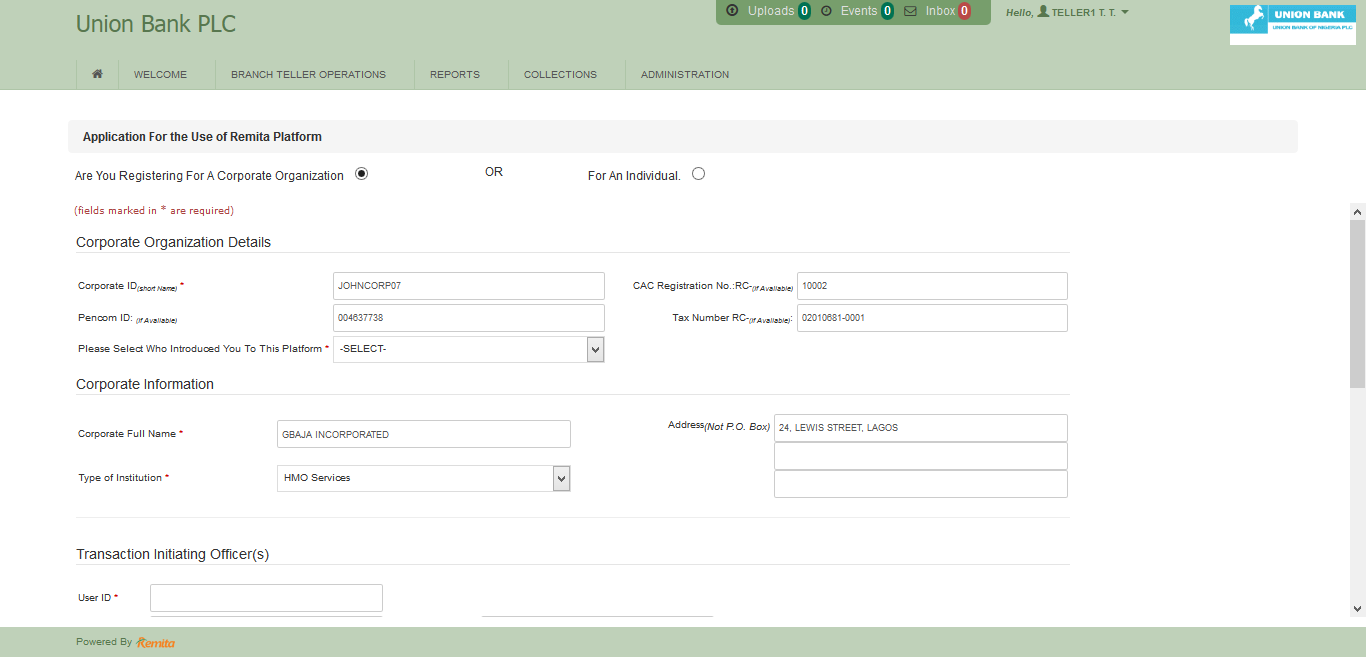 Union Bank PLC
Uploads 0 Events 0 Inbox 0
Hello, TELLER1 T. T.
UNION BANK
UNION BANK OF NIGERIA PLC
WELCOME BRANCH TELLER OPERATIONS REPORTS COLLECTIONS ADMINISTRATION
Application For the Use of Remita Platform
Are You Registering For A Corporate Organization OR For An Individual.
(fields marked in * are required)
Corporate Organization Details
Corporate ID(short Name) * JOHNCORP07 CAC Registration No.:RC-(If Available) 10002
Pencom ID: (If Available) 004637738 Tax Number RC-(If Available): 02010681-0001
Please Select Who Introduced You To This Platform * -SELECT-
Corporate Information
Corporate Full Name * GBAJA INCORPORATED Address(Not P.O. Box) 24, LEWIS STREET, LAGOS
Type of Institution * HMO Services
Transaction Initiating Officer(s)
User ID *
Powered By Remita